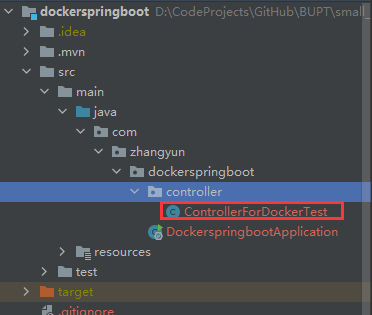 dockerspringboot D:\CodeProjects\GitHub\BUPT\small_
.idea
.mvn
src
main
java
com
zhangyun
dockerspringboot
controller
ControllerForDockerTest
DockerspringbootApplication
resources
test
target
.gitignore